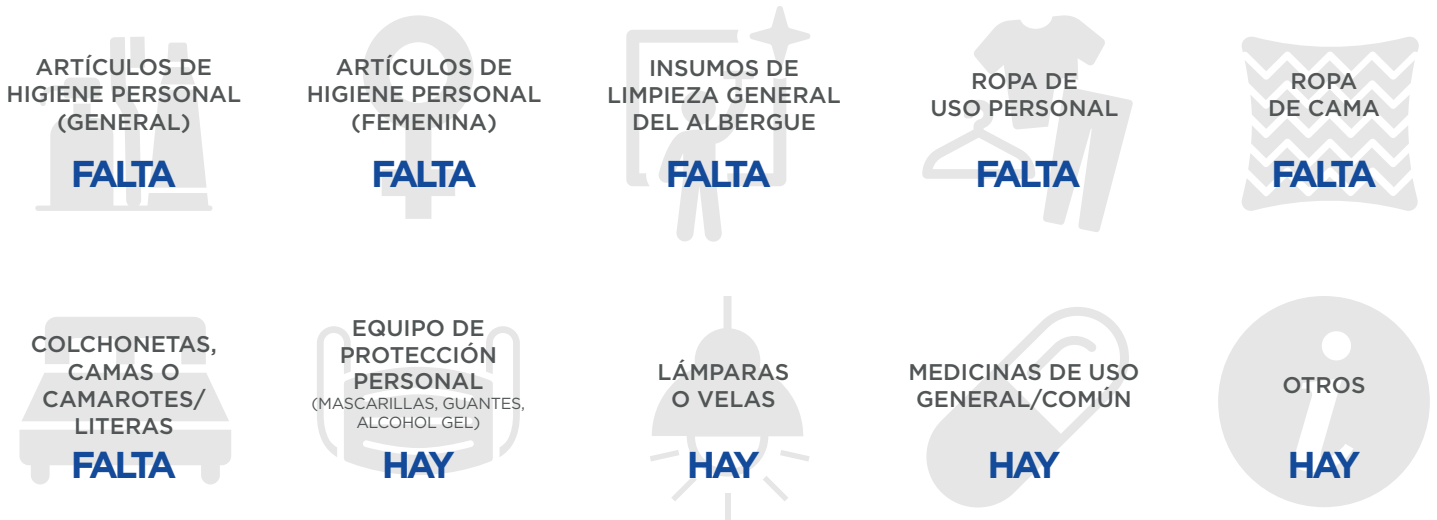 ARTÍCULOS DE
HIGIENE PERSONAL
(GENERAL)
FALTA
ARTÍCULOS DE
HIGIENE PERSONAL
(FEMENINA)
FALTA
INSUMOS DE
LIMPIEZA GENERAL
DEL ALBERGUE
FALTA
ROPA DE
USO PERSONAL
FALTA
ROPA
DE CAMA
FALTA
COLCHONETAS,
CAMAS O
CAMAROTES/
LITERAS
FALTA
EQUIPO DE
PROTECCIÓN
PERSONAL
(MASCARILLAS, GUANTES,
ALCOHOL GEL)
HAY
LÁMPARAS
O VELAS
HAY
MEDICINAS DE USO
GENERAL/COMÚN
HAY
OTROS
HAY